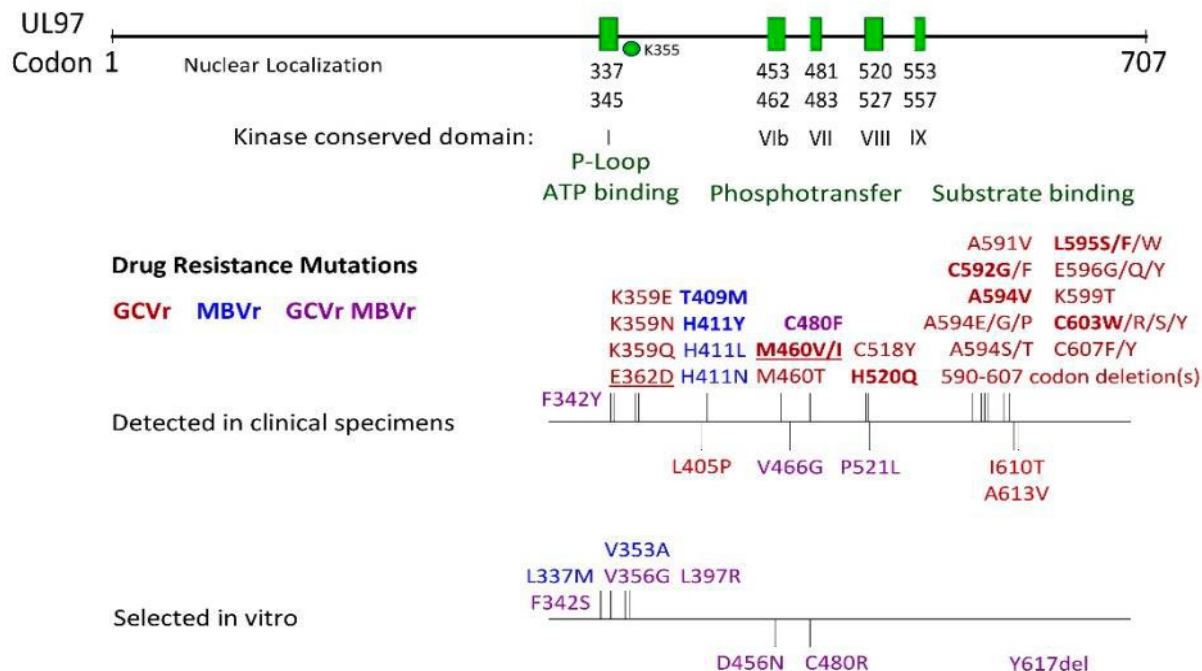 UL97
Codon 1 707
Nuclear Localization K355
337 453 481 520 553
345 462 483 527 557
Kinase conserved domain: I VIb VII VIII IX
P-Loop
ATP binding Phosphotransfer Substrate binding
A591V L595S/F/W
Drug Resistance Mutations C592G/F E596G/Q/Y
GCVr MBVr GCVr MBVr K359E T409M A594V K599T
K359N H411Y C480F A594E/G/P C603W/R/S/Y
K359Q H411L M460V/I C518Y A594S/T C607F/Y
E362D H411N M460T H520Q 590-607 codon deletion(s)
F342Y
Detected in clinical specimens
L405P V466G P521L I610T
A613V
V353A
L337M V356G L397R
F342S
Selected in vitro
D456N C480R Y617del